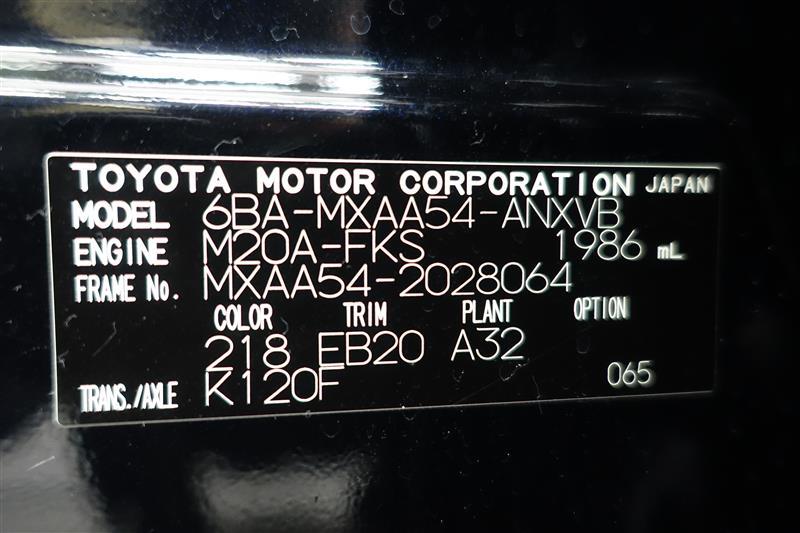 TOYOTA MOTOR CORPORATION JAPAN
MODEL 6BA-MXAA54-ANXVB
ENGINE M20A-FKS 1986 mL
FRAME No. MXAA54-2028064
COLOR TRIM PLANT OPTION
218 EB20 A32
TRANS./AXLE K120F 065